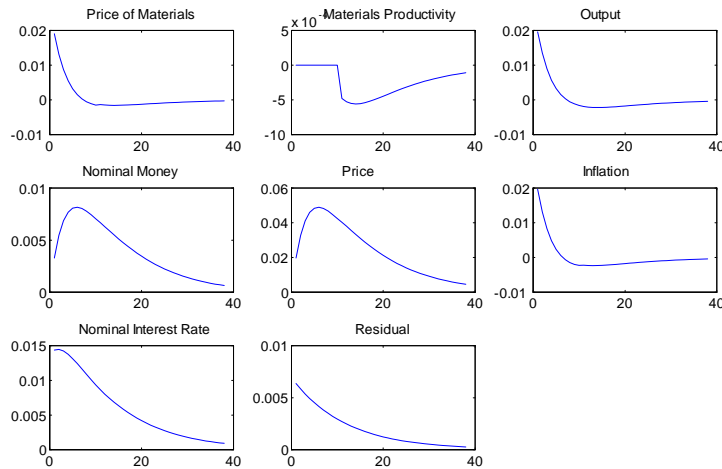 Price of Materials
0.02
0.01
0
-0.01
0 20 40
5 x 10⁻⁴ Materials Productivity
0
-5
-10
0 20 40
Output
0.02
0.01
0
-0.01
0 20 40
Nominal Money
0.01
0.005
0
0 20 40
Price
0.06
0.04
0.02
0
0 20 40
Inflation
0.02
0.01
0
-0.01
0 20 40
Nominal Interest Rate
0.015
0.01
0.005
0
0 20 40
Residual
0.01
0.005
0
0 20 40